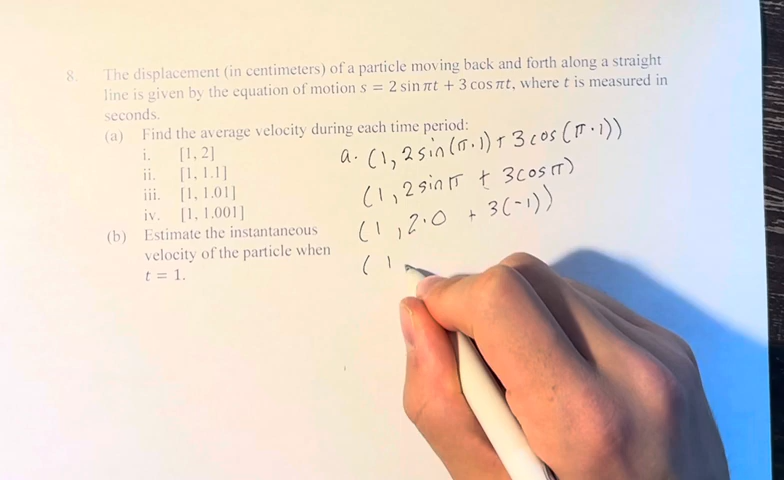 8. The displacement (in centimeters) of a particle moving back and forth along a straight
line is given by the equation of motion s = 2 sin πt + 3 cos πt, where t is measured in
seconds.
(a) Find the average velocity during each time period:
i. [1, 2]
ii. [1, 1.1]
iii. [1, 1.01]
iv. [1, 1.001]
(b) Estimate the instantaneous
velocity of the particle when
t = 1.
a. (1, 2sin(π·1) + 3cos(π·1))
(1, 2sinπ + 3cosπ)
(1, 2·0 + 3(-1))
(1